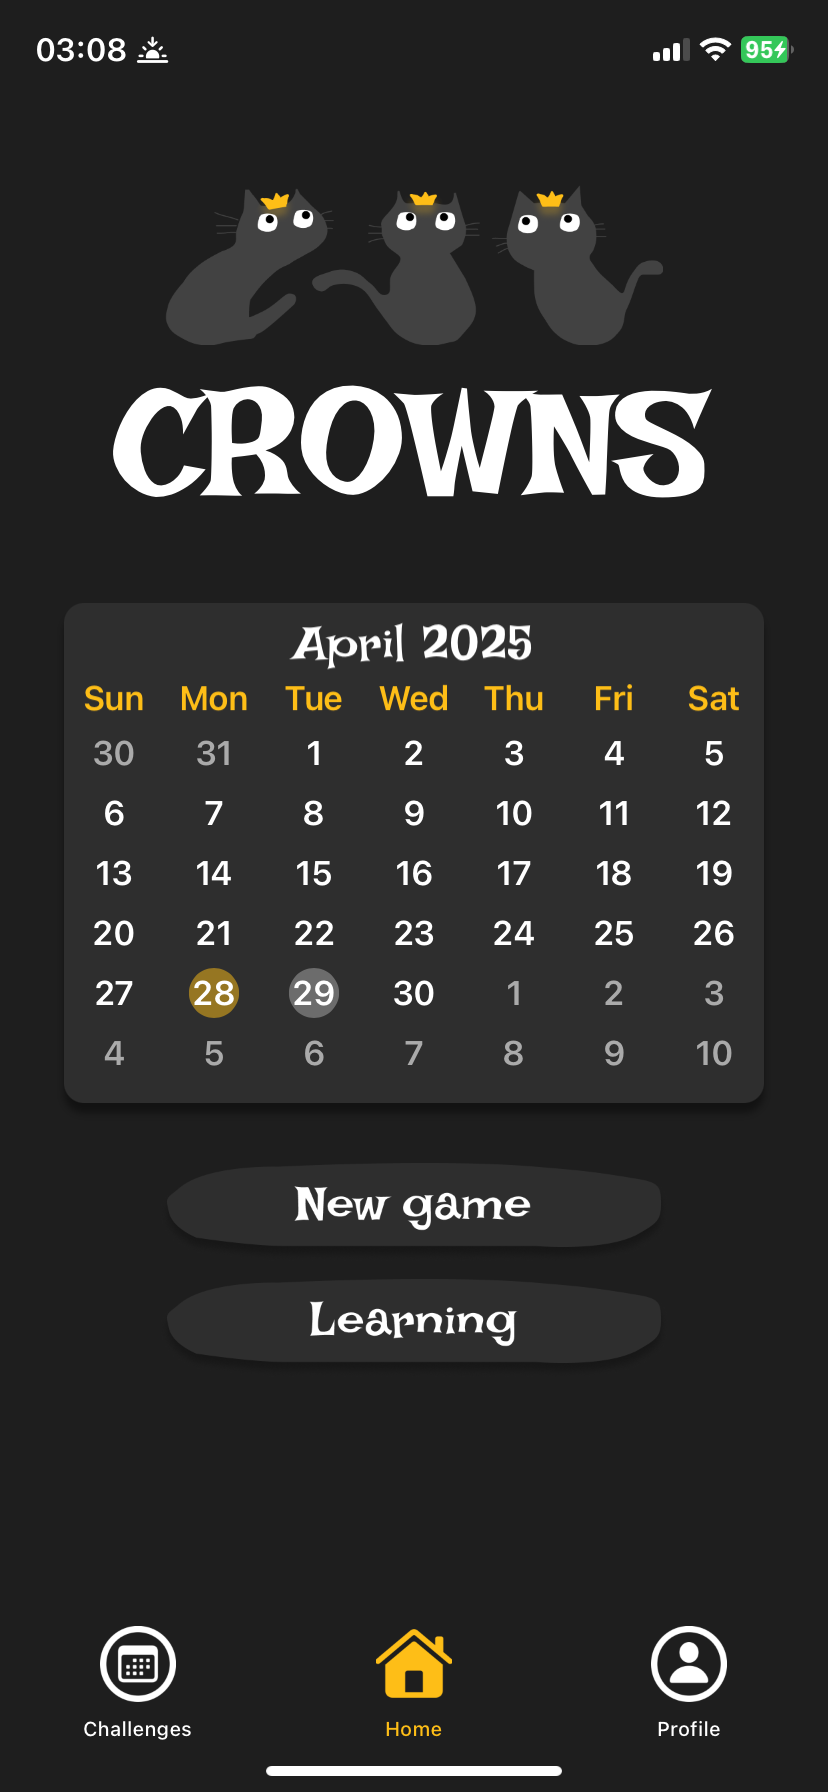 03:08 95
CROWNS
April 2025
Sun Mon Tue Wed Thu Fri Sat
30 31 1 2 3 4 5
6 7 8 9 10 11 12
13 14 15 16 17 18 19
20 21 22 23 24 25 26
27 28 29 30 1 2 3
4 5 6 7 8 9 10
New game
Learning
Challenges Home Profile